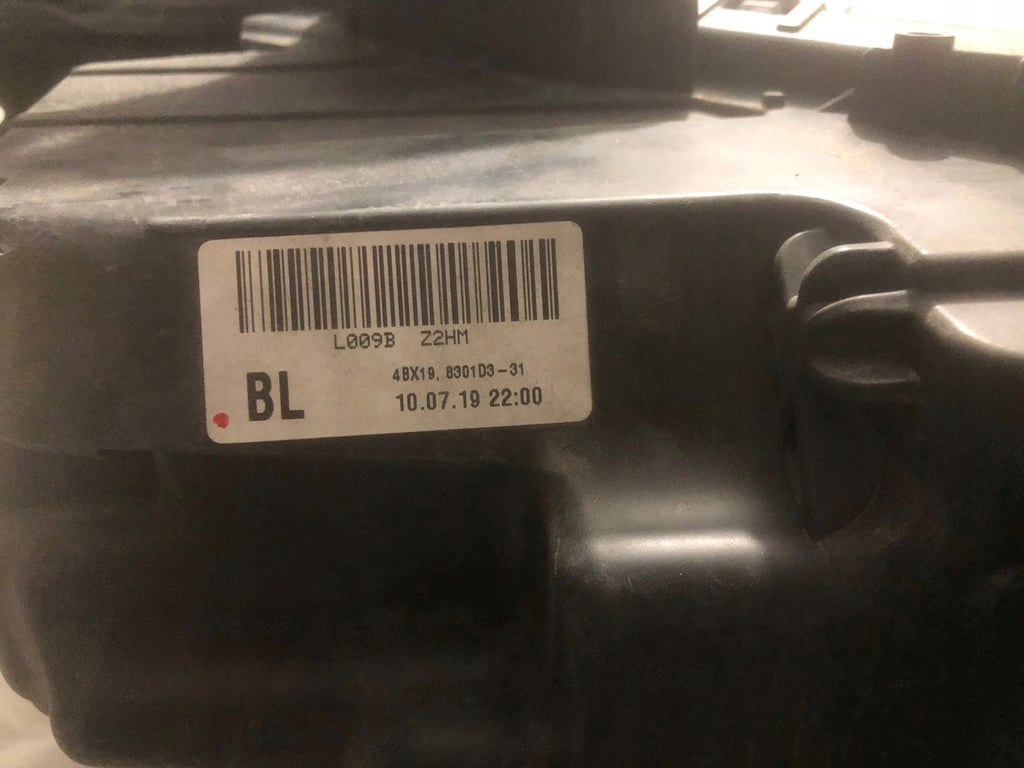 L009B Z2HM
4BX19, 8301D3-31
BL
10.07.19 22:00